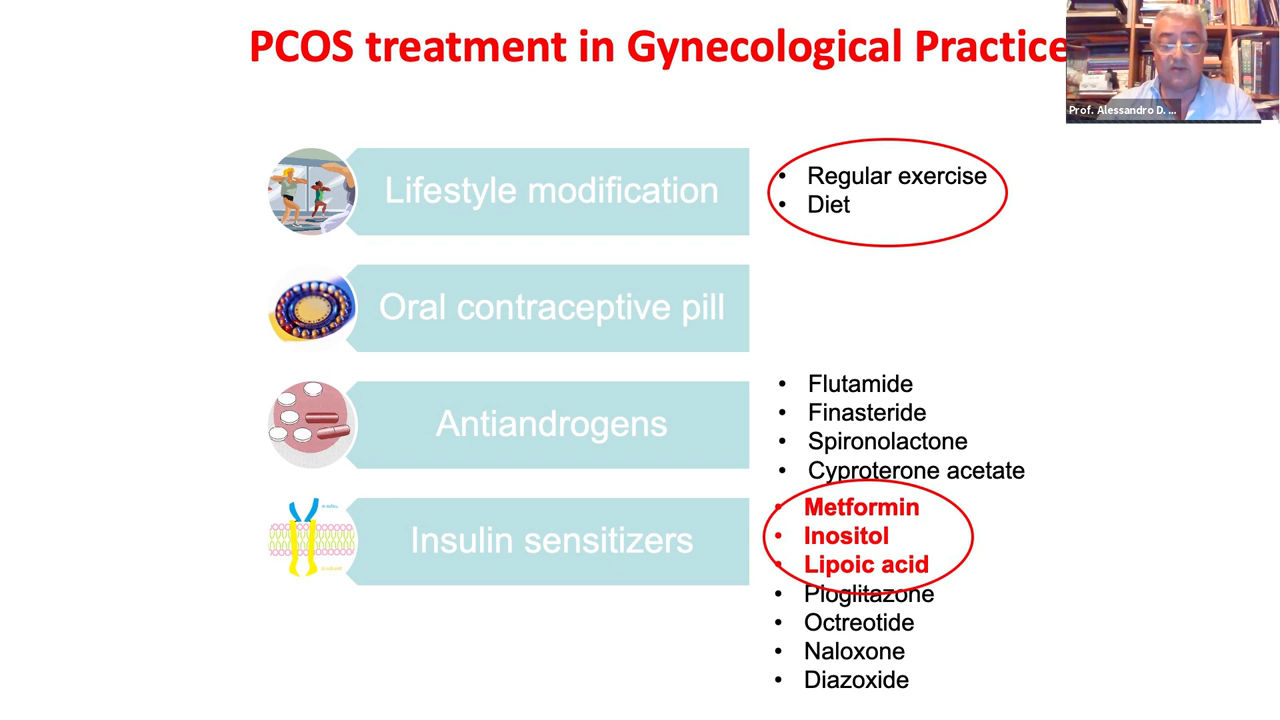 PCOS treatment in Gynecological Practice
Prof. Alessandro D. ...
Lifestyle modification
• Regular exercise
• Diet
Oral contraceptive pill
Antiandrogens
• Flutamide
• Finasteride
• Spironolactone
• Cyproterone acetate
Insulin sensitizers
• Metformin
• Inositol
• Lipoic acid
• Ploglitazone
• Octreotide
• Naloxone
• Diazoxide